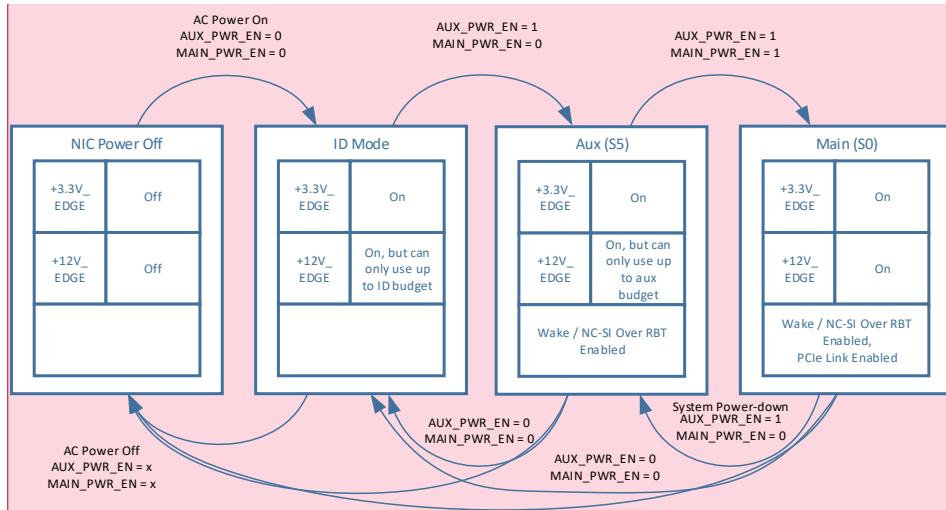 AC Power On
AUX_PWR_EN = 0
MAIN_PWR_EN = 0
AUX_PWR_EN = 1
MAIN_PWR_EN = 0
AUX_PWR_EN = 1
MAIN_PWR_EN = 1
NIC Power Off
+3.3V_
EDGE
Off
+12V_
EDGE
Off
ID Mode
+3.3V_
EDGE
On
+12V_
EDGE
On, but can
only use up
to ID budget
Aux (S5)
+3.3V_
EDGE
On
+12V_
EDGE
On, but can
only use up
to aux
budget
Wake / NC-SI Over RBT
Enabled
Main (S0)
+3.3V_
EDGE
On
+12V_
EDGE
On
Wake / NC-SI Over RBT
Enabled,
PCIe Link Enabled
AC Power Off
AUX_PWR_EN = x
MAIN_PWR_EN = x
AUX_PWR_EN = 0
MAIN_PWR_EN = 0
AUX_PWR_EN = 0
MAIN_PWR_EN = 0
System Power-down
AUX_PWR_EN = 1
MAIN_PWR_EN = 0